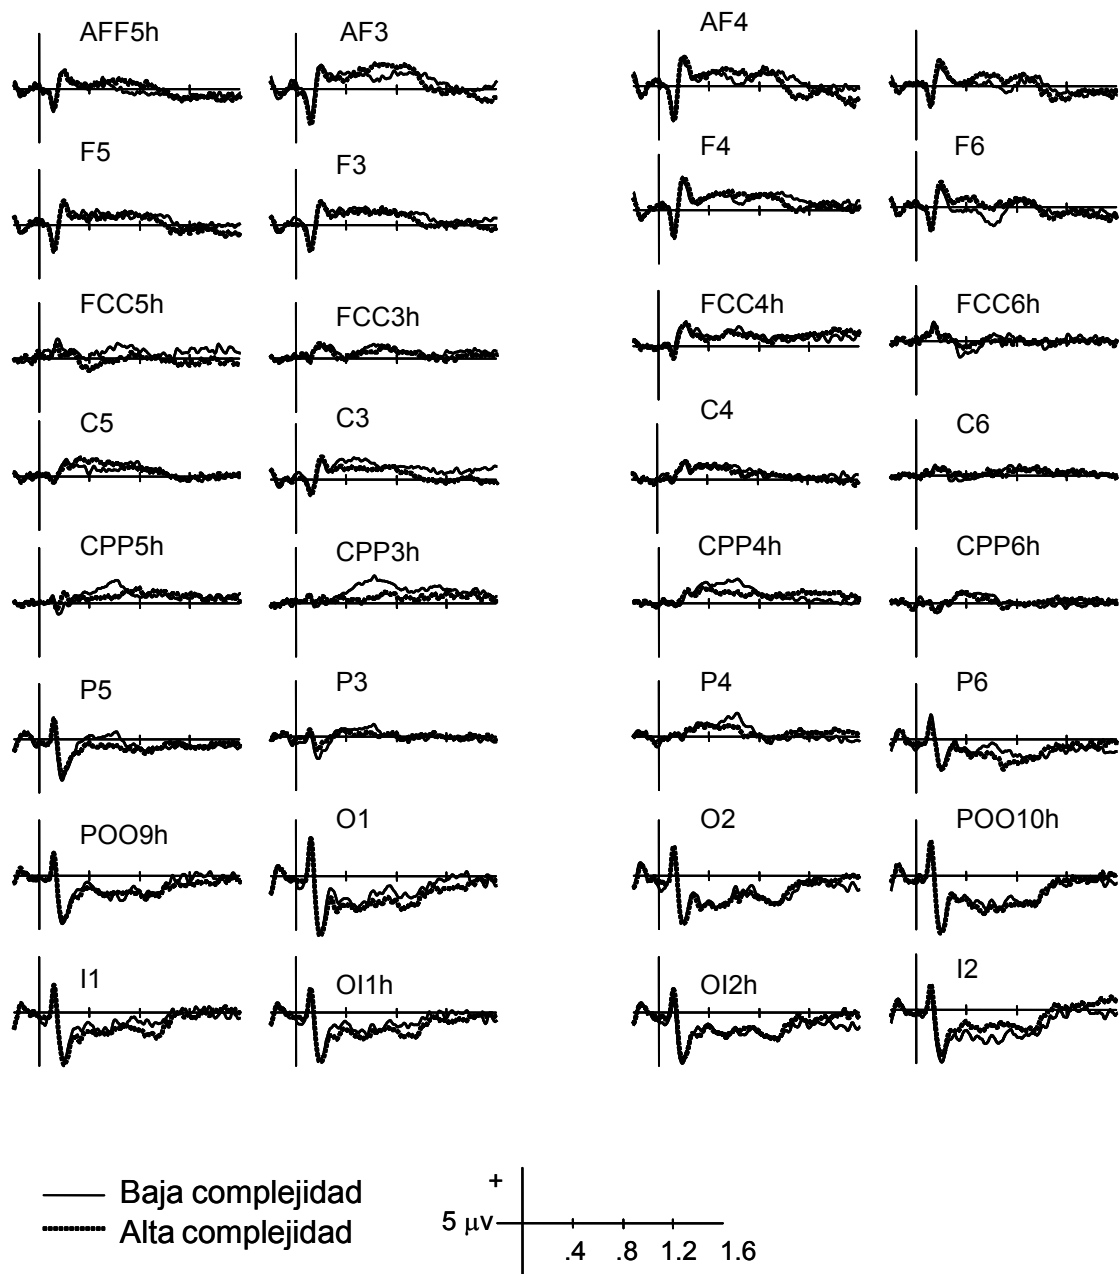 AFF5h AF3 AF4
F5 F3 F4 F6
FCC5h FCC3h FCC4h FCC6h
C5 C3 C4 C6
CPP5h CPP3h CPP4h CPP6h
P5 P3 P4 P6
POO9h O1 O2 POO10h
I1 OI1h OI2h I2
Baja complejidad
Alta complejidad
+
5 μv
.4 .8 1.2 1.6